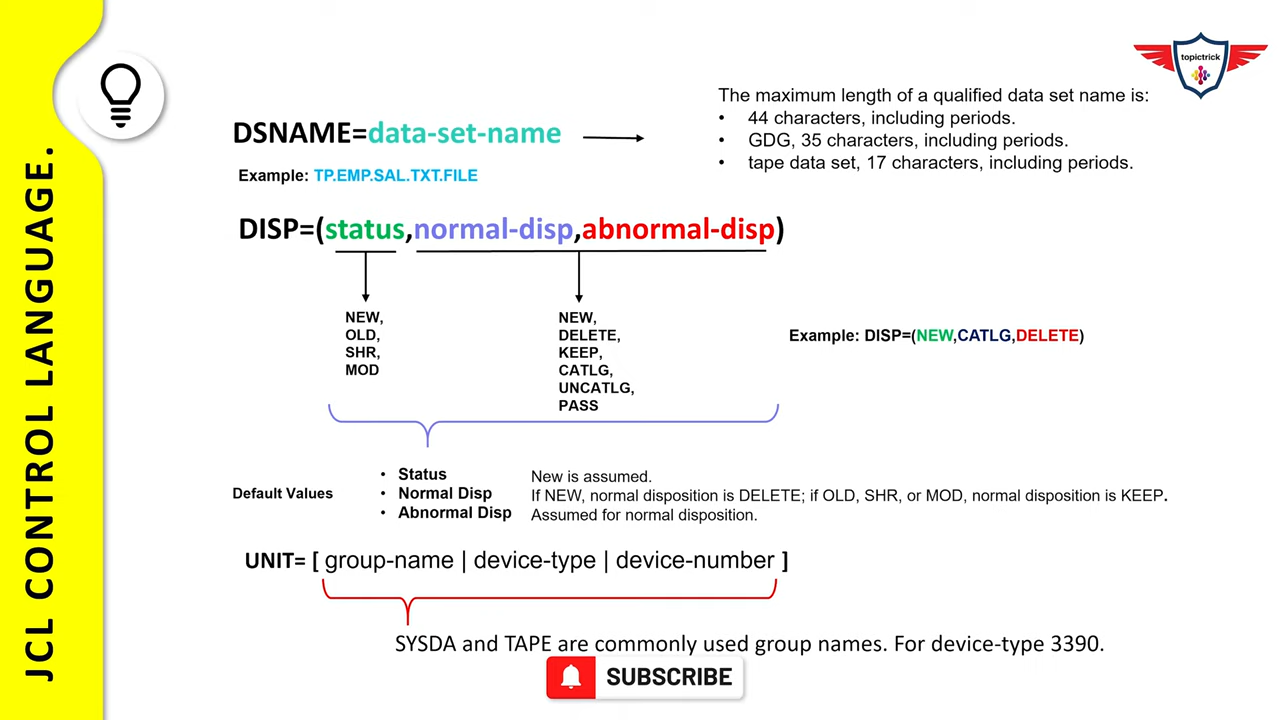 JCL CONTROL LANGUAGE.
topictrick
DSNAME=data-set-name
Example: TP.EMP.SAL.TXT.FILE
The maximum length of a qualified data set name is:
• 44 characters, including periods.
• GDG, 35 characters, including periods.
• tape data set, 17 characters, including periods.
DISP=(status,normal-disp,abnormal-disp)
NEW,
OLD,
SHR,
MOD
NEW,
DELETE,
KEEP,
CATLG,
UNCATLG,
PASS
Example: DISP=(NEW,CATLG,DELETE)
Default Values
• Status New is assumed.
• Normal Disp If NEW, normal disposition is DELETE; if OLD, SHR, or MOD, normal disposition is KEEP.
• Abnormal Disp Assumed for normal disposition.
UNIT= [ group-name | device-type | device-number ]
SYSDA and TAPE are commonly used group names. For device-type 3390.
SUBSCRIBE